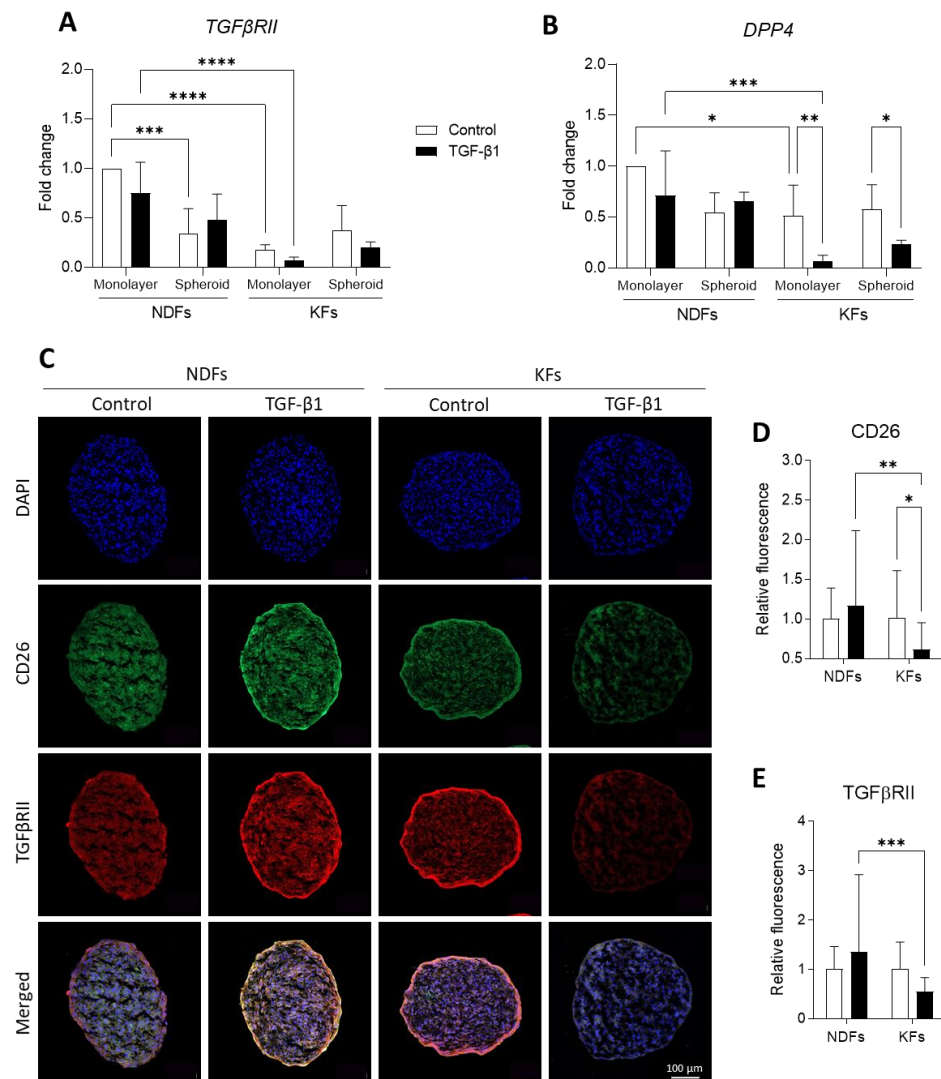 A
TGFβRII
Fold change
2.0
1.5
1.0
0.5
0.0
****
****
***
Monolayer Spheroid Monolayer Spheroid
NDFs KFs
Control
TGF-β1
B
DPP4
Fold change
2.0
1.5
1.0
0.5
0.0
***
* ** *
Monolayer Spheroid Monolayer Spheroid
NDFs KFs
C
NDFs KFs
Control TGF-β1 Control TGF-β1
DAPI
CD26
TGFβRII
Merged
100 µm
D
CD26
Relative fluorescence
3.0
2.5
2.0
1.5
1.0
0.5
**
*
NDFs KFs
E
TGFβRII
Relative fluorescence
4
3
2
1
0
***
NDFs KFs